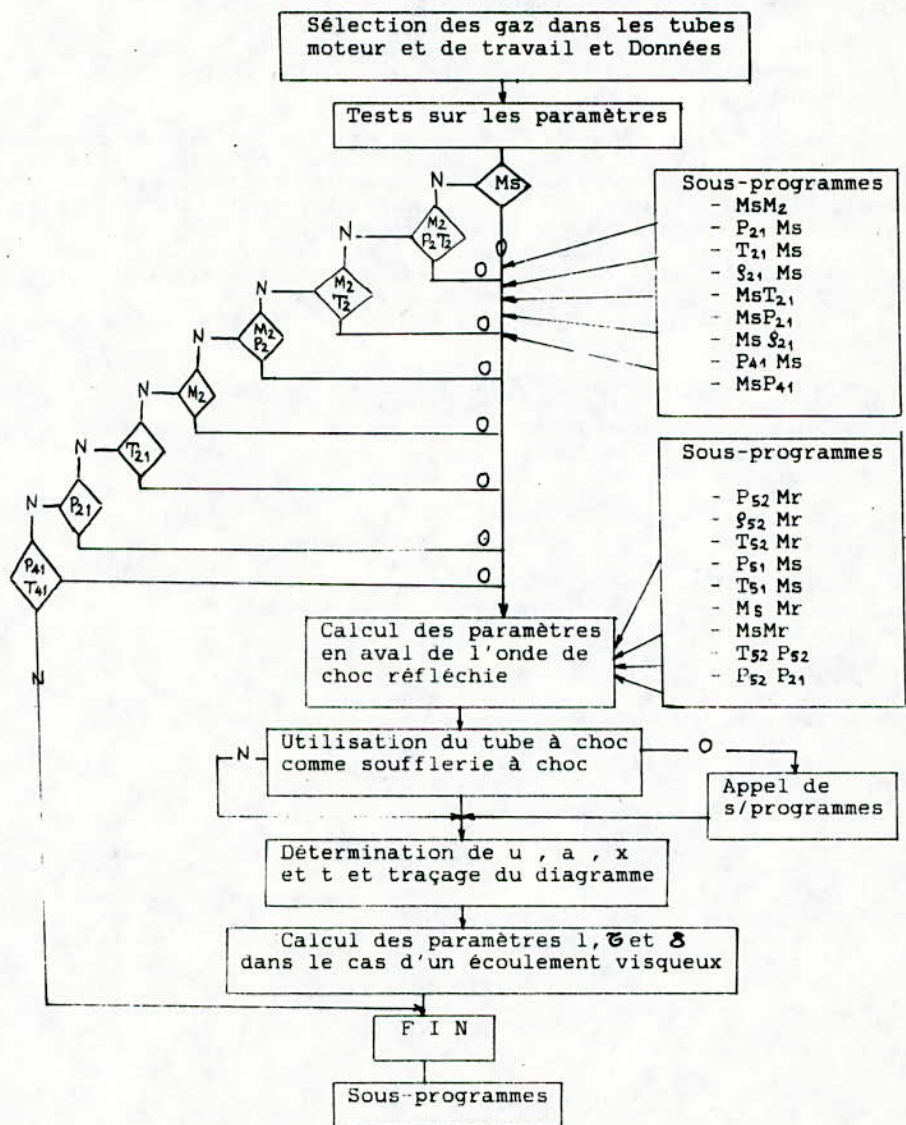 Sélection des gaz dans les tubes
moteur et de travail et Données
Tests sur les paramètres
Ms
N
M2
P2 T2
N
O
O
M2
T2
N
O
M2
P2
N
O
M2
N
O
T21
N
O
P21
N
O
P41
T41
O
N
Sous-programmes
- MsM2
- P21 Ms
- T21 Ms
- ρ21 Ms
- MsT21
- MsP21
- Ms ρ21
- P41 Ms
- MsP41
Sous-programmes
- P52 Mr
- ρ52 Mr
- T52 Mr
- P51 Ms
- T51 Ms
- Ms Mr
- MsMr
- T52 P52
- P52 P21
Calcul des paramètres
en aval de l'onde de
choc réfléchie
N
Utilisation du tube à choc
comme soufflerie à choc
O
Appel de
s/programmes
Détermination de u , a , x
et t et traçage du diagramme
Calcul des paramètres l, τ et δ
dans le cas d'un écoulement visqueux
F I N
Sous-programmes